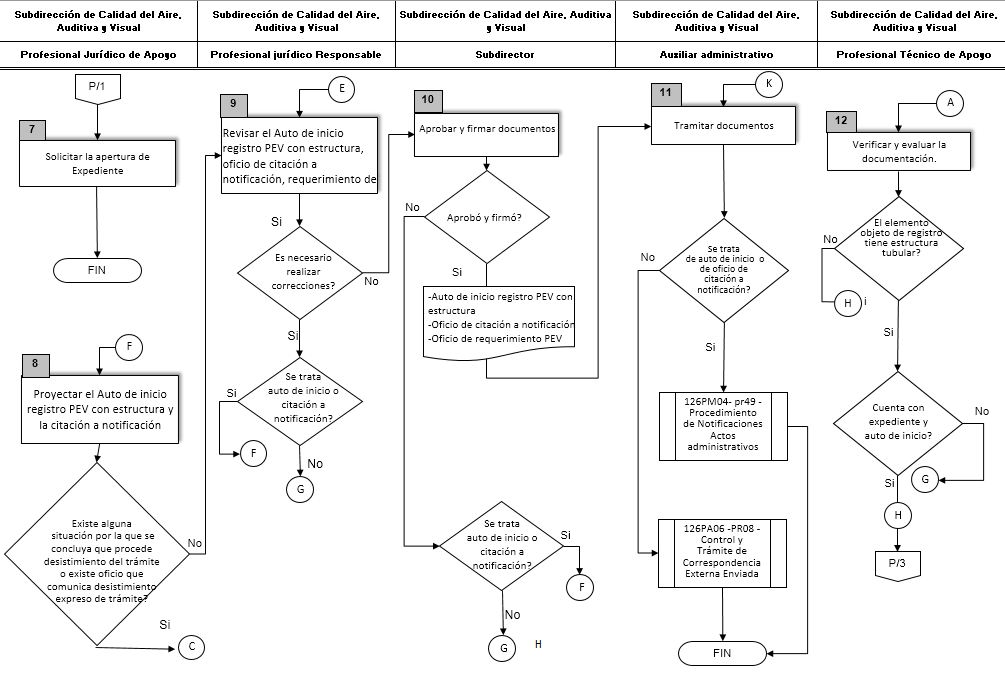 Subdirección de Calidad del Aire,
Auditiva y Visual
Profesional Jurídico de Apoyo
P/1
7
Solicitar la apertura de
Expediente
FIN
F
8
Proyectar el Auto de inicio
registro PEV con estructura y
la citación a notificación
Existe alguna
situación por la que se
concluya que procede
desistimiento del trámite
o existe oficio que
comunica desistimiento
expreso de trámite?
No
Si
C
Subdirección de Calidad del Aire,
Auditiva y Visual
Profesional jurídico Responsable
E
9
Revisar el Auto de inicio
registro PEV con estructura,
oficio de citación a
notificación, requerimiento de
Si
Es necesario
realizar
correcciones?
No
Si
Se trata
auto de inicio o
citación a
notificación?
Si
F
No
G
Subdirección de Calidad del Aire, Auditiva
y Visual
Subdirector
10
Aprobar y firmar documentos
No
Aprobó y firmó?
Si
-Auto de inicio registro PEV con
estructura
-Oficio de citación a notificación
-Oficio de requerimiento PEV
Se trata
auto de inicio o
citación a
notificación?
Si
F
No
G
H
Subdirección de Calidad del Aire,
Auditiva y Visual
Auxiliar administrativo
K
11
Tramitar documentos
No
Se trata
de auto de inicio o
de oficio de
citación a
notificación?
Si
126PM04- pr49 -
Procedimiento
de Notificaciones
Actos
administrativos
126PA06 -PR08 -
Control y
Trámite de
Correspondencia
Externa Enviada
FIN
Subdirección de Calidad del Aire,
Auditiva y Visual
Profesional Técnico de Apoyo
A
12
Verificar y evaluar la
documentación.
El elemento
objeto de registro
tiene estructura
tubular?
No
H
i
Si
Cuenta con
expediente y
auto de inicio?
No
Si
G
H
P/3